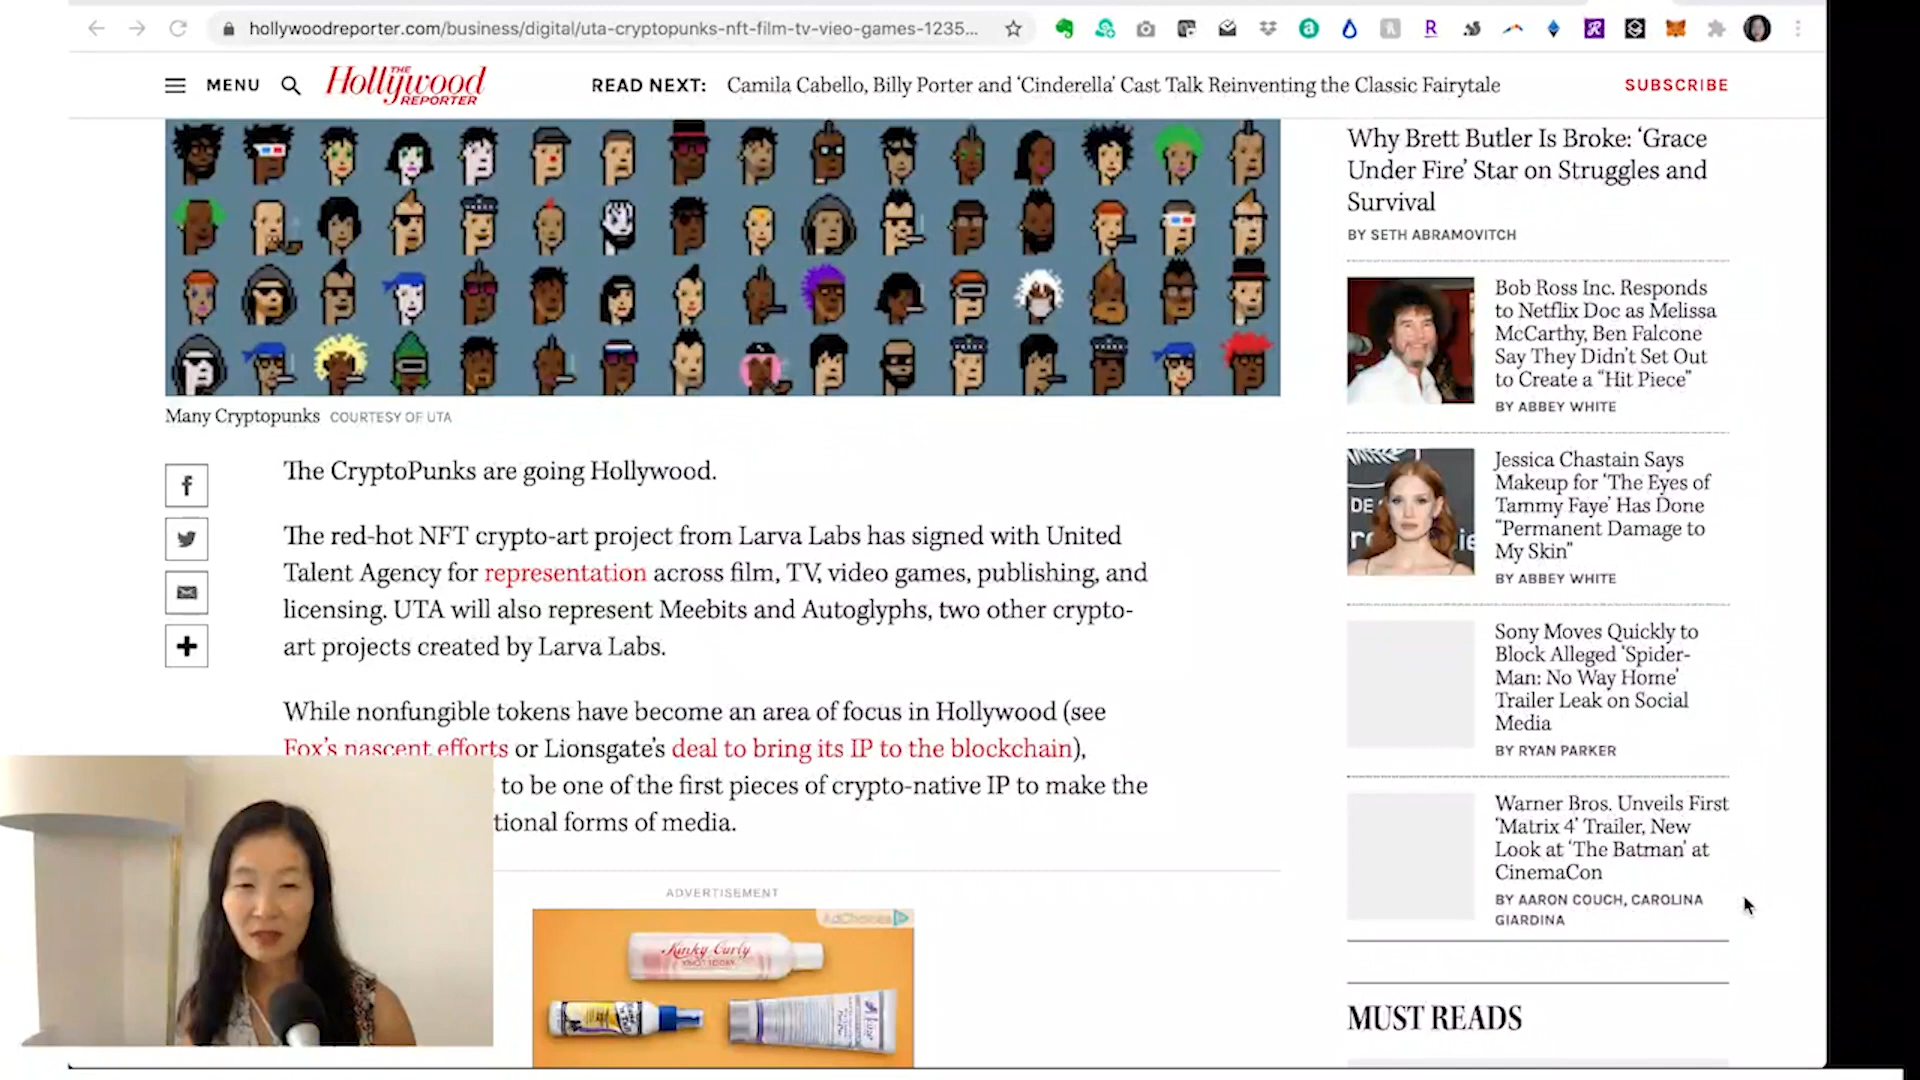 hollywoodreporter.com/business/digital/uta-cryptopunks-nft-film-tv-vieo-games-1235...
MENU
THE
Hollywood
REPORTER
READ NEXT: Camila Cabello, Billy Porter and 'Cinderella' Cast Talk Reinventing the Classic Fairytale
SUBSCRIBE
Many Cryptopunks COURTESY OF UTA
The CryptoPunks are going Hollywood.
The red-hot NFT crypto-art project from Larva Labs has signed with United
Talent Agency for representation across film, TV, video games, publishing, and
licensing. UTA will also represent Meebits and Autoglyphs, two other crypto-
art projects created by Larva Labs.
While nonfungible tokens have become an area of focus in Hollywood (see
Fox's nascent efforts or Lionsgate's deal to bring its IP to the blockchain),
to be one of the first pieces of crypto-native IP to make the
tional forms of media.
ADVERTISEMENT
AdChoices
Kinky-Curly
KNOT TODAY
Why Brett Butler Is Broke: 'Grace
Under Fire' Star on Struggles and
Survival
BY SETH ABRAMOVITCH
Bob Ross Inc. Responds
to Netflix Doc as Melissa
McCarthy, Ben Falcone
Say They Didn't Set Out
to Create a "Hit Piece"
BY ABBEY WHITE
DE
Jessica Chastain Says
Makeup for 'The Eyes of
Tammy Faye' Has Done
"Permanent Damage to
My Skin"
BY ABBEY WHITE
Sony Moves Quickly to
Block Alleged 'Spider-
Man: No Way Home'
Trailer Leak on Social
Media
BY RYAN PARKER
Warner Bros. Unveils First
'Matrix 4' Trailer, New
Look at 'The Batman' at
CinemaCon
BY AARON COUCH, CAROLINA
GIARDINA
MUST READS